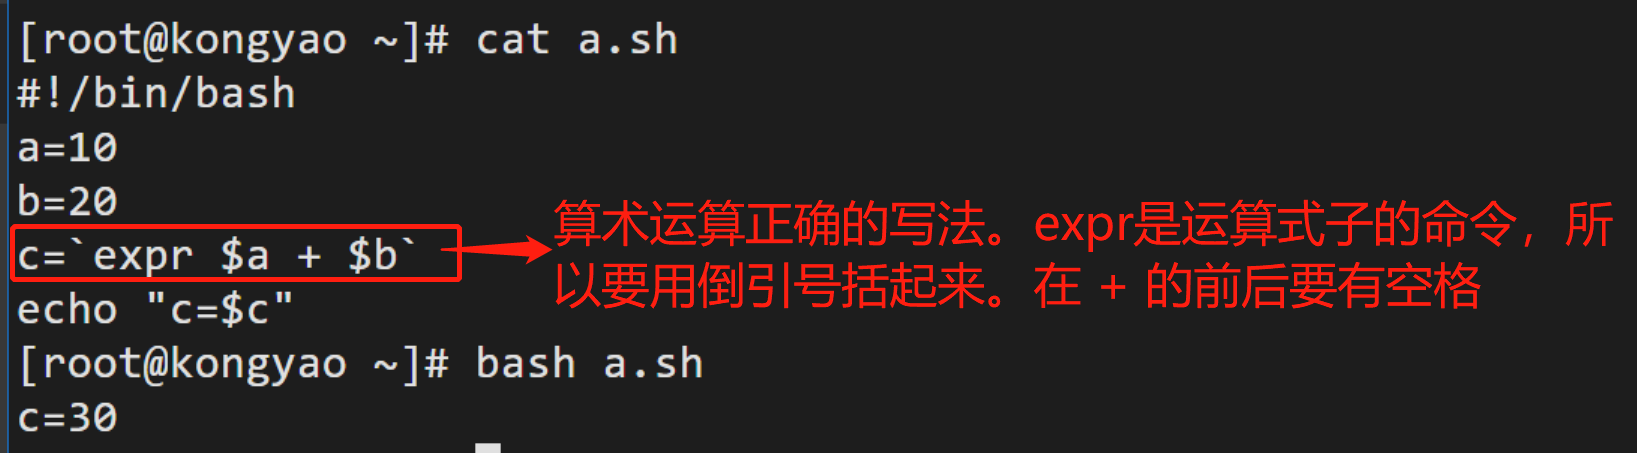 [root@kongyao ~]# cat a.sh
#!/bin/bash
a=10
b=20
c=`expr $a + $b`
算术运算正确的写法。expr是运算式子的命令，所
以要用倒引号括起来。在 + 的前后要有空格
echo "c=$c"
[root@kongyao ~]# bash a.sh
c=30